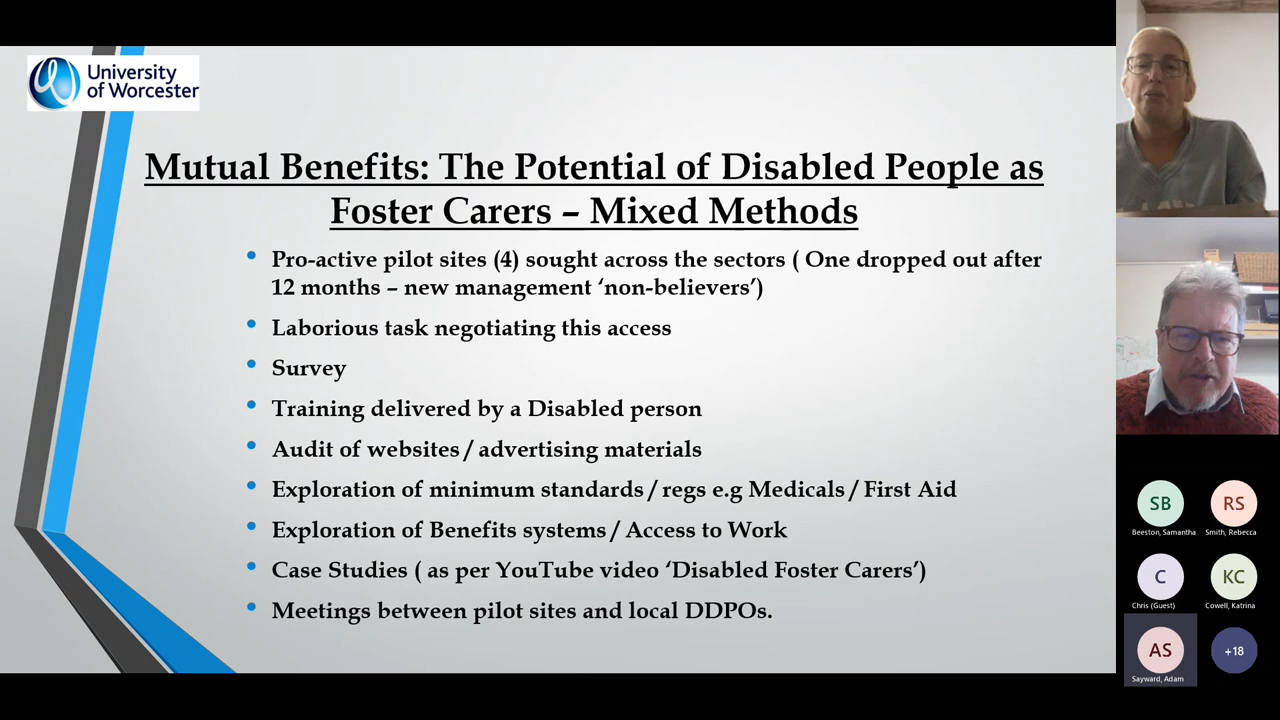 University
of Worcester
Mutual Benefits: The Potential of Disabled People as
Foster Carers – Mixed Methods
• Pro-active pilot sites (4) sought across the sectors ( One dropped out after
12 months – new management ‘non-believers’)
• Laborious task negotiating this access
• Survey
• Training delivered by a Disabled person
• Audit of websites / advertising materials
• Exploration of minimum standards / regs e.g Medicals / First Aid
• Exploration of Benefits systems / Access to Work
• Case Studies ( as per YouTube video ‘Disabled Foster Carers’)
• Meetings between pilot sites and local DDPOs.
SB
Beeston, Samantha
RS
Smith, Rebecca
C
Chris (Guest)
KC
Cowell, Katrina
AS
Sayward, Adam
+18